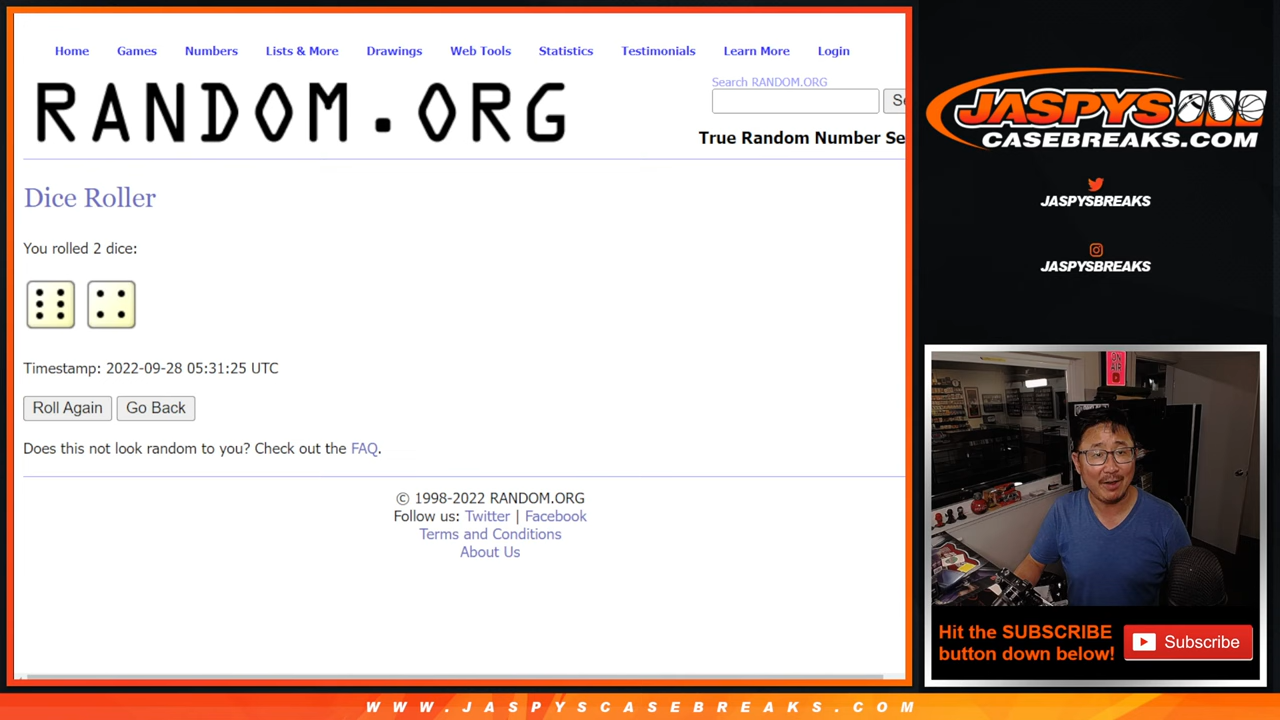 Home Games Numbers Lists & More Drawings Web Tools Statistics Testimonials Learn More Login
RANDOM.ORG
Search RANDOM.ORG
True Random Number Se
Dice Roller
You rolled 2 dice:
Timestamp: 2022-09-28 05:31:25 UTC
Roll Again Go Back
Does this not look random to you? Check out the FAQ.
© 1998-2022 RANDOM.ORG
Follow us: Twitter | Facebook
Terms and Conditions
About Us
JASPYS
CASEBREAKS.COM
JASPYSBREAKS
JASPYSBREAKS
ON
AIR
Hit the SUBSCRIBE
button down below!
Subscribe
WWW.JASPYSCASEBREAKS.COM